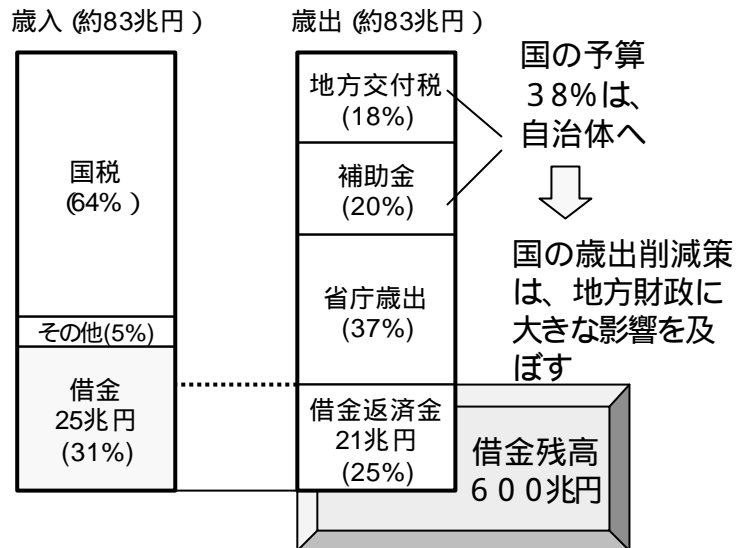 歳入 (約83兆円)
国税
(64%)
その他(5%)
借金
25兆円
(31%)
歳出 (約83兆円)
地方交付税
(18%)
補助金
(20%)
省庁歳出
(37%)
借金返済金
21兆円
(25%)
国の予算
38%は、
自治体へ
国の歳出削減策
は、地方財政に
大きな影響を及
ぼす
借金残高
600兆円